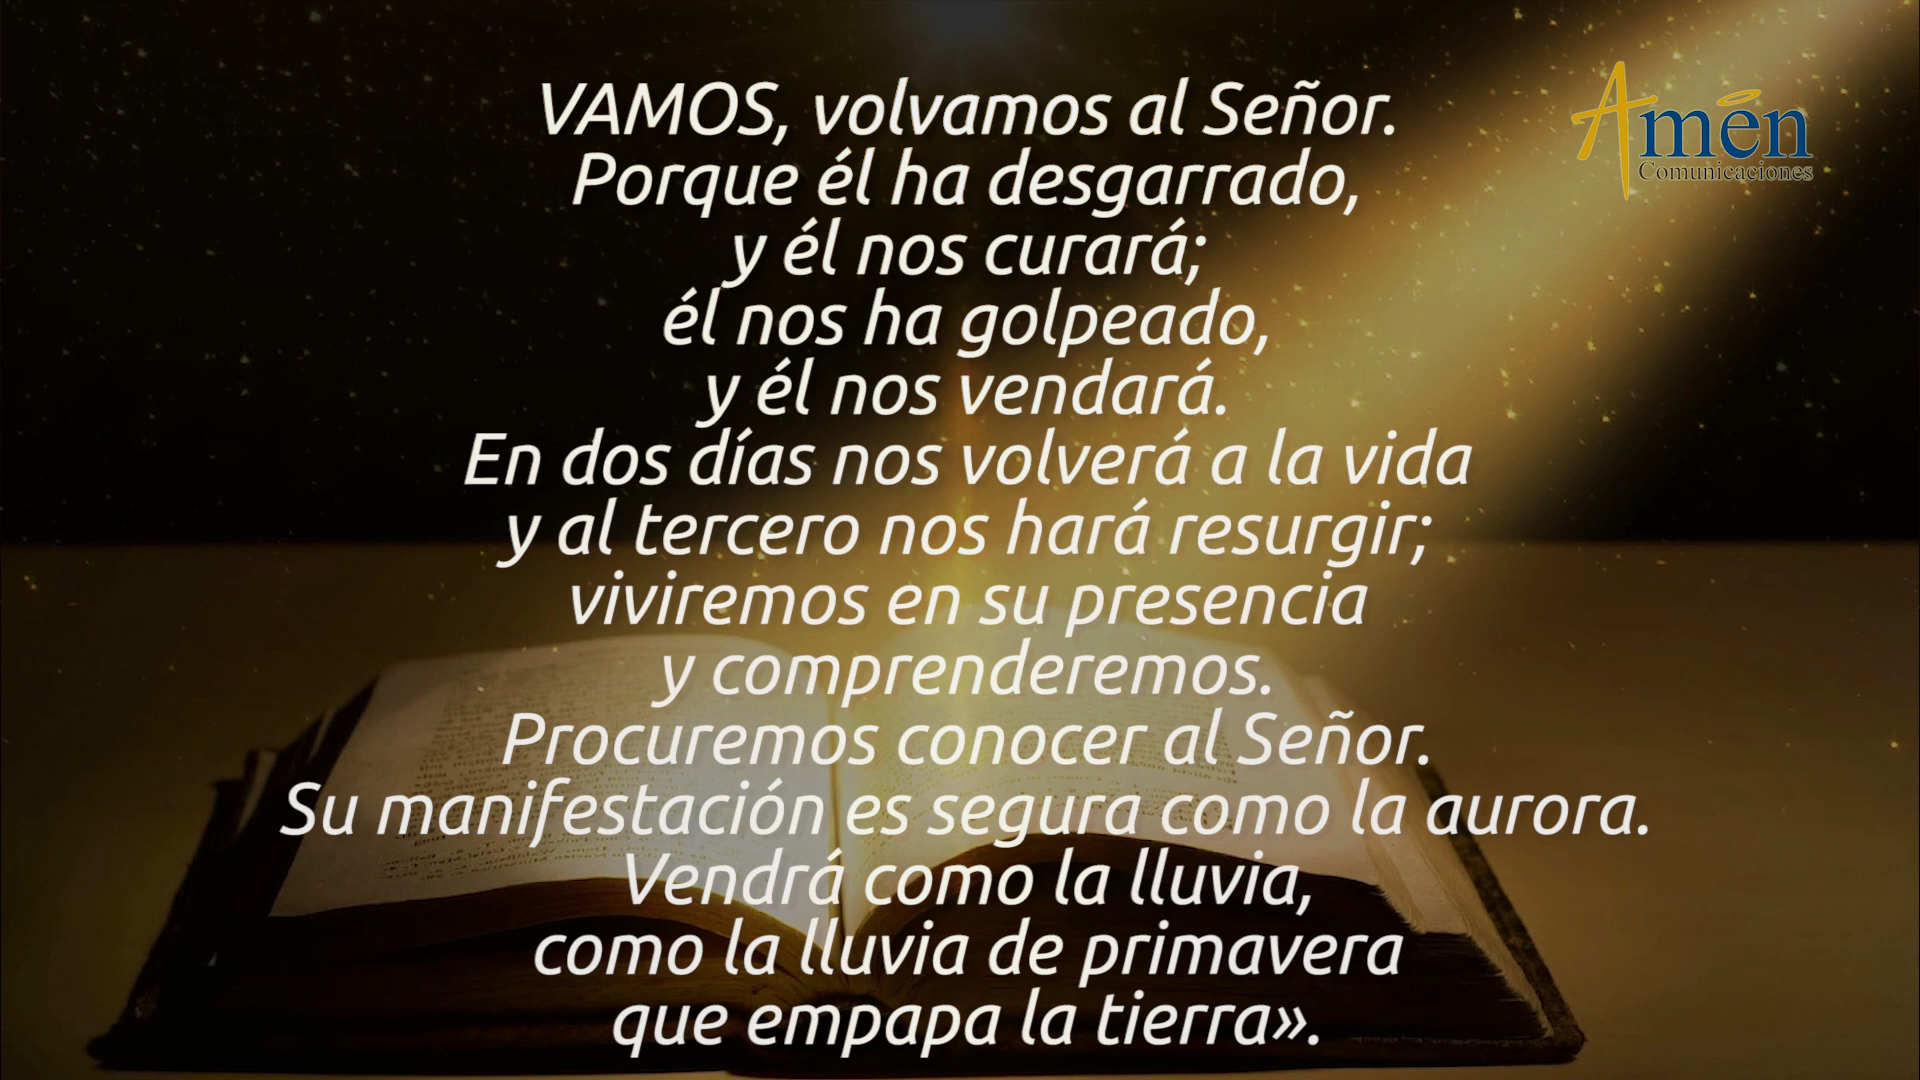 VAMOS, volvamos al Señor.
Porque él ha desgarrado,
y él nos curará;
él nos ha golpeado,
y él nos vendará.
En dos días nos volverá a la vida
y al tercero nos hará resurgir;
viviremos en su presencia
y comprenderemos.
Procuremos conocer al Señor.
Su manifestación es segura como la aurora.
Vendrá como la lluvia,
como la lluvia de primavera
que empapa la tierra».
Amén
Comunicaciones